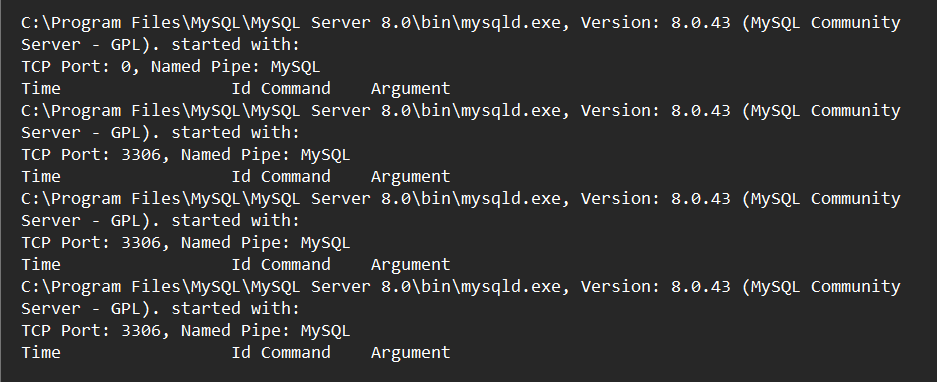 C:\Program Files\MySQL\MySQL Server 8.0\bin\mysqld.exe, Version: 8.0.43 (MySQL Community
Server - GPL). started with:
TCP Port: 0, Named Pipe: MySQL
Time                 Id Command    Argument
C:\Program Files\MySQL\MySQL Server 8.0\bin\mysqld.exe, Version: 8.0.43 (MySQL Community
Server - GPL). started with:
TCP Port: 3306, Named Pipe: MySQL
Time                 Id Command    Argument
C:\Program Files\MySQL\MySQL Server 8.0\bin\mysqld.exe, Version: 8.0.43 (MySQL Community
Server - GPL). started with:
TCP Port: 3306, Named Pipe: MySQL
Time                 Id Command    Argument
C:\Program Files\MySQL\MySQL Server 8.0\bin\mysqld.exe, Version: 8.0.43 (MySQL Community
Server - GPL). started with:
TCP Port: 3306, Named Pipe: MySQL
Time                 Id Command    Argument